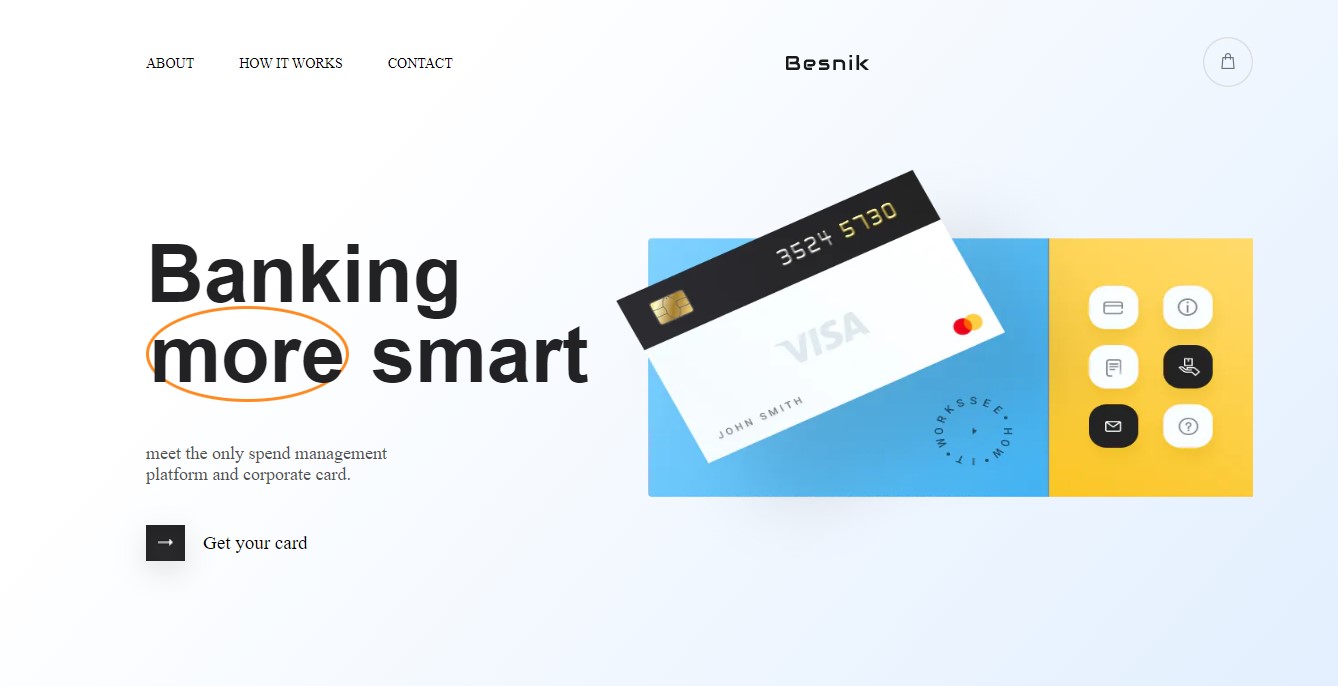 ABOUT
HOW IT WORKS
CONTACT
Besnik
Banking
more smart
meet the only spend management
platform and corporate card.
Get your card
3524 5730
VISA
JOHN SMITH
SEE • HOW • IT • WORKS